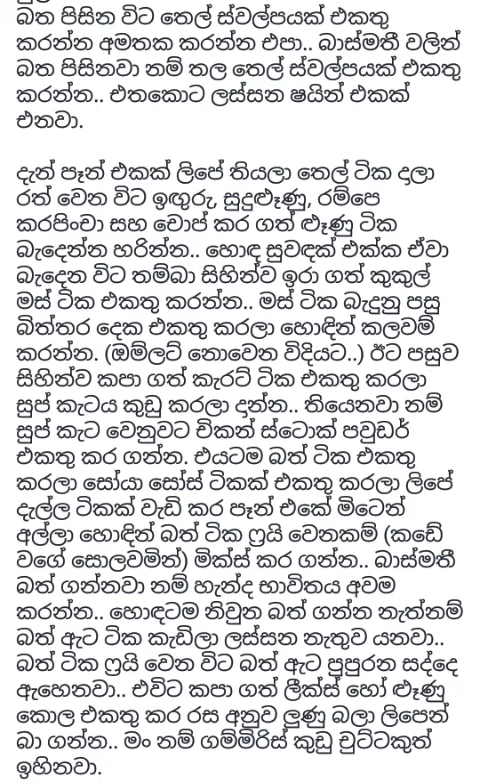 බත පිසින විට තෙල් ස්වල්පයක් එකතු
කරන්න අමතක කරන්න එපා.. බාස්මතී වලින්
බත පිසිනවා නම් තල තෙල් ස්වල්පයක් එකතු
කරන්න.. එතකොට ලස්සන ෂයින් එකක්
එනවා.
දැන් පෑන් එකක් ලිපේ තියලා තෙල් ටික දාලා
රත් වෙන විට ඉඟුරු, සුදුළූණු, රම්පෙ
කරපිංචා සහ චොප් කර ගත් ළූණු ටික
බැදෙන්න හරින්න.. හොඳ සුවඳක් එක්ක ඒවා
බැදෙන විට තම්බා සිහින්ව ඉරා ගත් කුකුල්
මස් ටික එකතු කරන්න.. මස් ටික බැදුනු පසු
බිත්තර දෙක එකතු කරලා හොඳින් කලවම්
කරන්න. (ඔම්ලට් නොවෙන විදියට..) ඊට පසුව
සිහින්ව කපා ගත් කැරට් ටික එකතු කරලා
සුප් කැටය කුඩු කරලා දාන්න.. තියෙනවා නම්
සුප් කැට වෙනුවට චිකන් ස්ටොක් පවුඩර්
එකතු කර ගන්න. එයටම බත් ටික එකතු
කරලා සෝයා සෝස් ටිකක් එකතු කරලා ලිපේ
දැල්ල ටිකක් වැඩි කර පෑන් එකේ මිටෙන්
අල්ලා හොඳින් බත් ටික ෆ්‍රයි වෙනකම් (කඩේ
වගේ සොලවමින්) මික්ස් කර ගන්න.. බාස්මතී
බත් ගන්නවා නම් හැන්ද භාවිතය අවම
කරන්න.. හොඳටම නිවුන බත් ගන්න නැත්නම්
බත් ඇට ටික කැඩිලා ලස්සන නැතුව යනවා..
බත් ටික ෆ්‍රයි වෙන විට බත් ඇට පුපුරන සද්දෙ
ඇහෙනවා.. එවිට කපා ගත් ලීක්ස් හෝ ළූණු
කොල එකතු කර රස අනුව ලුණු බලා ලිපෙන්
බා ගන්න.. මං නම් ගම්මිරිස් කුඩු චුට්ටකුත්
ඉහිනවා.